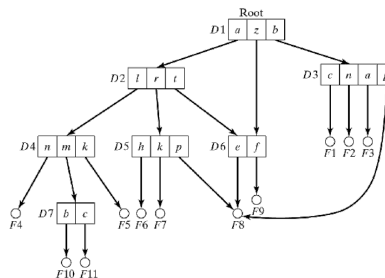 Root
D1 a z b
D2 l r t
D3 c n a
D4 n m k
D5 h k p
D6 e f
F1 F2 F3
D7 b c
F4
F5
F6 F7
F8
F9
F10 F11